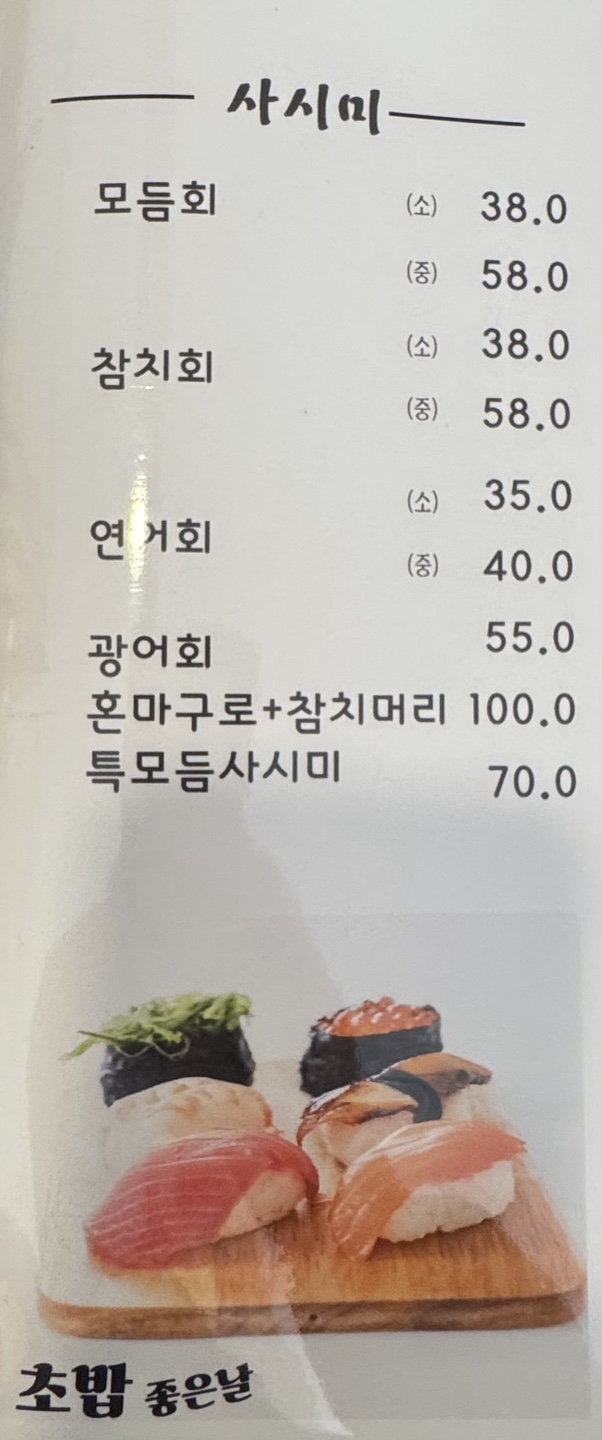 사시미
모듬회 (소) 38.0
(중) 58.0
참치회 (소) 38.0
(중) 58.0
연어회 (소) 35.0
(중) 40.0
광어회 55.0
혼마구로+참치머리 100.0
특모듬사시미 70.0
초밥 좋은날